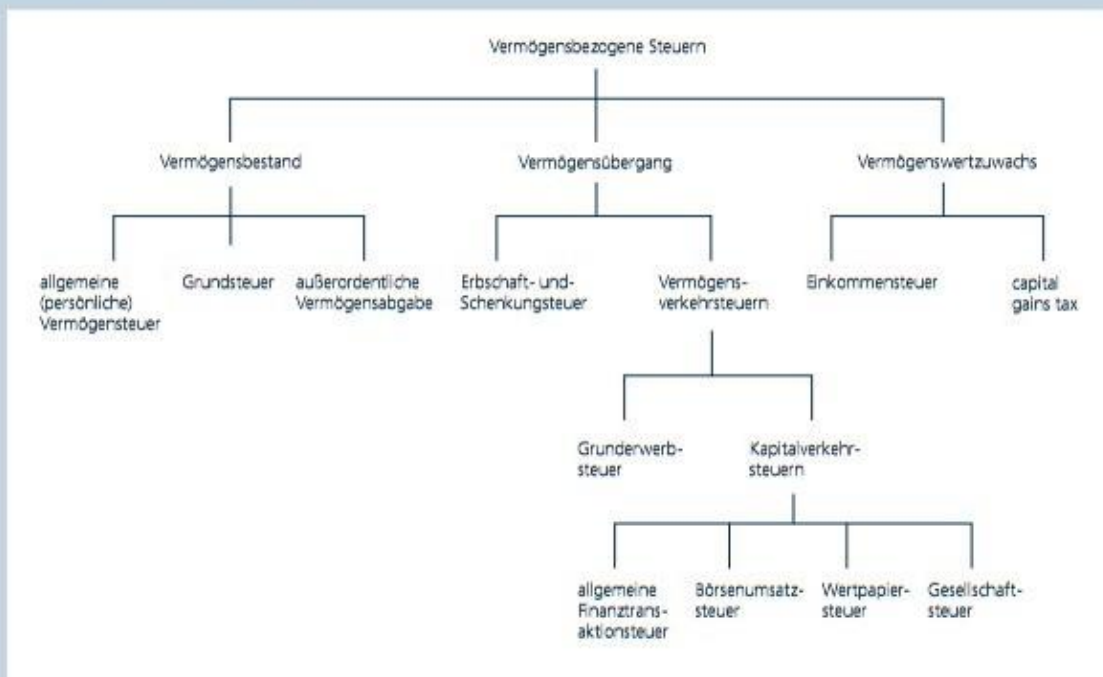 Vermögensbezogene Steuern
Vermögensbestand
Vermögensübergang
Vermögenswertzuwachs
allgemeine
(persönliche)
Vermögensteuer
Grundsteuer
außerordentliche
Vermögensabgabe
Erbschaft- und-
Schenkungsteuer
Vermögens-
verkehrsteuern
Einkommensteuer
capital
gains tax
Grunderwerb-
steuer
Kapitalverkehr-
steuern
allgemeine
Finanztrans-
aktionsteuer
Börsenumsatz-
steuer
Wertpapier-
steuer
Gesellschaft-
steuer